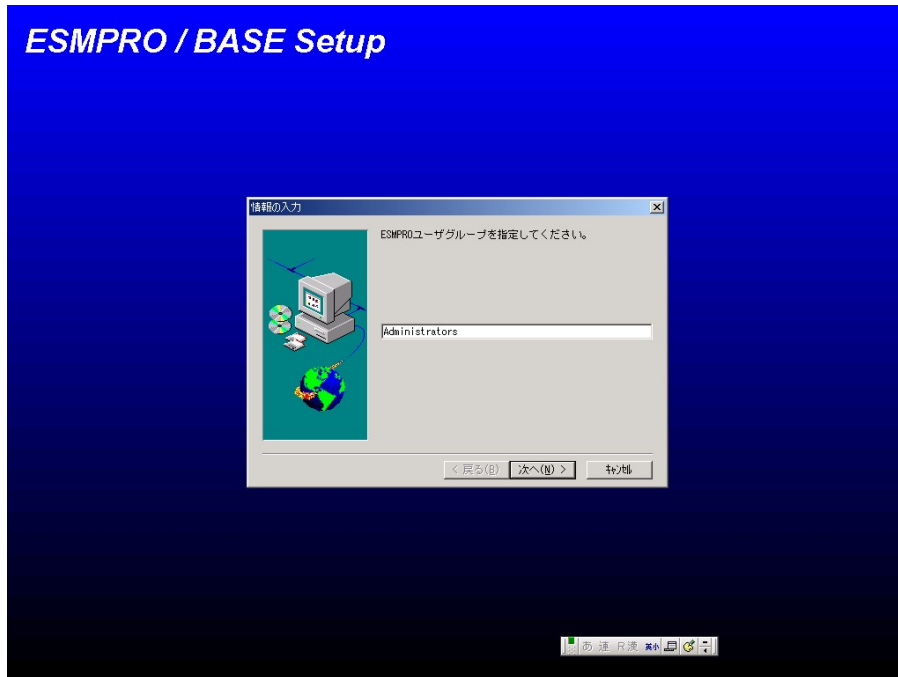 ESMPRO / BASE Setup
情報の入力
ESMPROユーザグループを指定してください。
Administrators
< 戻る(B) 次へ(N) > ｷｬﾝｾﾙ
あ 連 R漢 英小